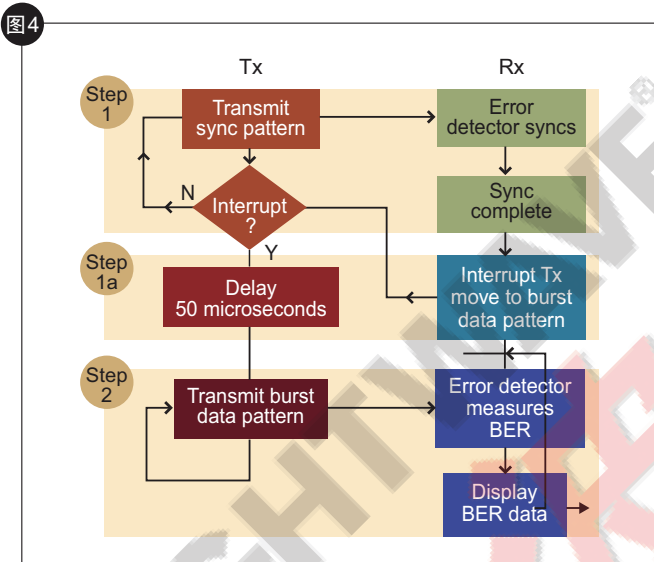 图4
Tx
Rx
Step
1
Transmit
sync pattern
Error
detector syncs
N
Interrupt
?
Sync
complete
Y
Step
1a
Delay
50 microseconds
Interrupt Tx
move to burst
data pattern
Step
2
Transmit burst
data pattern
Error detector
measures
BER
Display
BER data
HTWAVE®